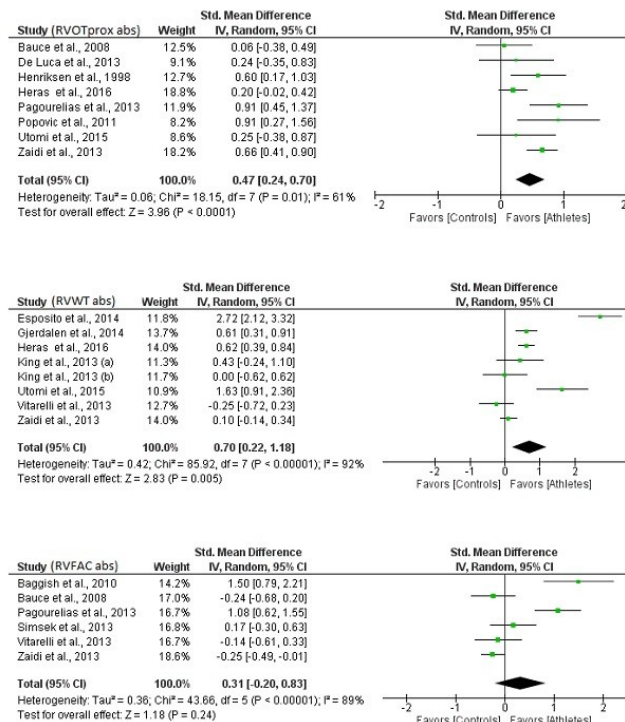 Std. Mean Difference Std. Mean Difference
Study (RVOTprox abs) Weight IV, Random, 95% CI IV, Random, 95% CI
Bauce et al., 2008 12.5% 0.06 [-0.38, 0.49]
De Luca et al., 2013 9.1% 0.24 [-0.35, 0.83]
Henriksen et al., 1998 12.7% 0.60 [0.17, 1.03]
Heras et al., 2016 18.8% 0.20 [-0.02, 0.42]
Pagourelias et al., 2013 11.9% 0.91 [0.45, 1.37]
Popovic et al., 2011 8.2% 0.91 [0.27, 1.56]
Utomi et al., 2015 8.6% 0.25 [-0.38, 0.87]
Zaidi et al., 2013 18.2% 0.66 [0.41, 0.90]
Total (95% CI) 100.0% 0.47 [0.24, 0.70]
Heterogeneity: Tau² = 0.06; Chi² = 18.15, df = 7 (P = 0.01); I² = 61%
Test for overall effect: Z = 3.96 (P < 0.0001)
-2 -1 0 1 2
Favors [Controls] Favors [Athletes]
Std. Mean Difference Std. Mean Difference
Study (RVWT abs) Weight IV, Random, 95% CI IV, Random, 95% CI
Esposito et al., 2014 11.8% 2.72 [2.12, 3.32]
Gjerdalen et al., 2014 13.7% 0.61 [0.31, 0.91]
Heras et al., 2016 14.0% 0.62 [0.39, 0.84]
King et al., 2013 (a) 11.3% 0.43 [-0.24, 1.10]
King et al., 2013 (b) 11.7% 0.00 [-0.62, 0.62]
Utomi et al., 2015 10.9% 1.63 [0.91, 2.36]
Vitarelli et al., 2013 12.7% -0.25 [-0.72, 0.23]
Zaidi et al., 2013 14.0% 0.10 [-0.14, 0.34]
Total (95% CI) 100.0% 0.70 [0.22, 1.18]
Heterogeneity: Tau² = 0.42; Chi² = 85.92, df = 7 (P < 0.00001); I² = 92%
Test for overall effect: Z = 2.83 (P = 0.005)
-2 -1 0 1 2
Favors [Controls] Favors [Athletes]
Std. Mean Difference Std. Mean Difference
Study (RVFAC abs) Weight IV, Random, 95% CI IV, Random, 95% CI
Baggish et al., 2010 14.2% 1.50 [0.79, 2.21]
Bauce et al., 2008 17.0% -0.24 [-0.68, 0.20]
Pagourelias et al., 2013 16.7% 1.08 [0.62, 1.55]
Simsek et al., 2013 16.8% 0.17 [-0.30, 0.63]
Vitarelli et al., 2013 16.7% -0.14 [-0.61, 0.33]
Zaidi et al., 2013 18.6% -0.25 [-0.49, -0.01]
Total (95% CI) 100.0% 0.31 [-0.20, 0.83]
Heterogeneity: Tau² = 0.36; Chi² = 43.66, df = 5 (P < 0.00001); I² = 89%
Test for overall effect: Z = 1.18 (P = 0.24)
-2 -1 0 1 2
Favors [Controls] Favors [Athletes]